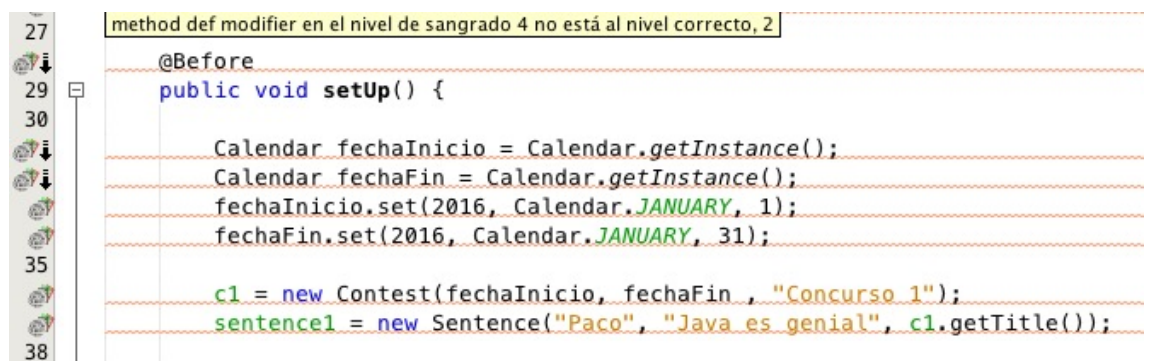 27 method def modifier en el nivel de sangrado 4 no está al nivel correcto, 2
@Before
29 public void setUp() {
30
Calendar fechaInicio = Calendar.getInstance();
Calendar fechaFin = Calendar.getInstance();
fechaInicio.set(2016, Calendar.JANUARY, 1);
fechaFin.set(2016, Calendar.JANUARY, 31);
35
c1 = new Contest(fechaInicio, fechaFin , "Concurso 1");
sentence1 = new Sentence("Paco", "Java es genial", c1.getTitle());
38